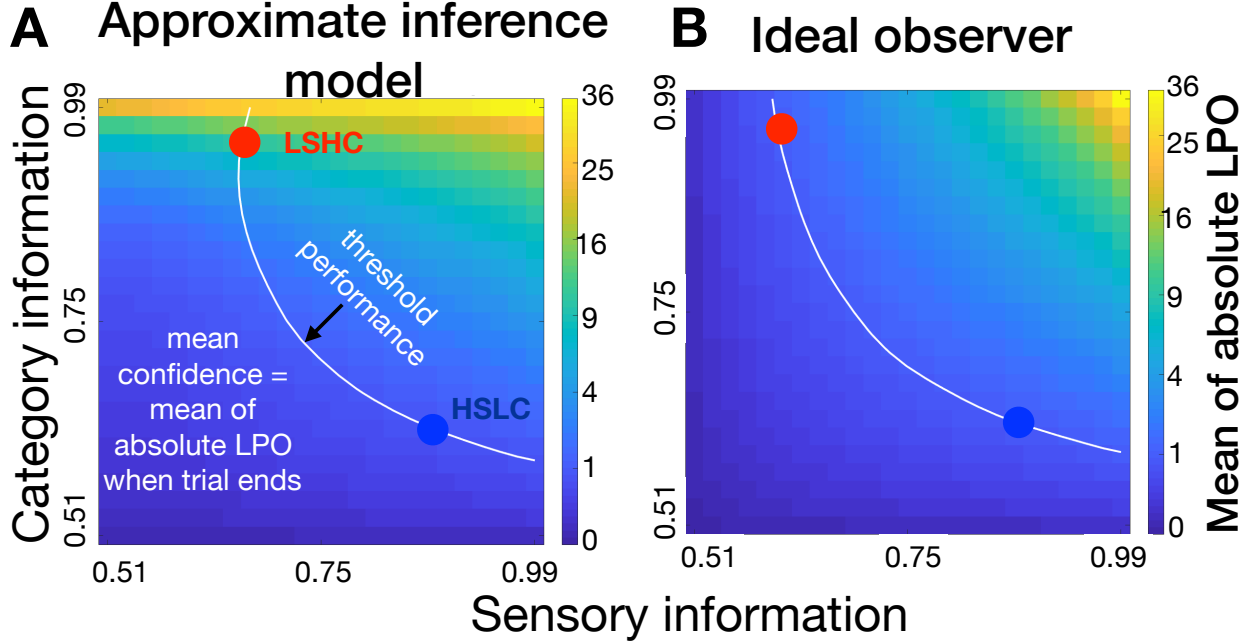 A
Approximate inference
model
Category information
0.99
0.75
0.51
LSHC
threshold
performance
mean
confidence =
mean of
absolute LPO
when trial ends
HSLC
0.51
0.75
0.99
36
25
16
9
4
1
0
B
Ideal observer
0.99
0.75
0.51
0.51
0.75
0.99
36
25
16
9
4
1
0
Mean of absolute LPO
Sensory information